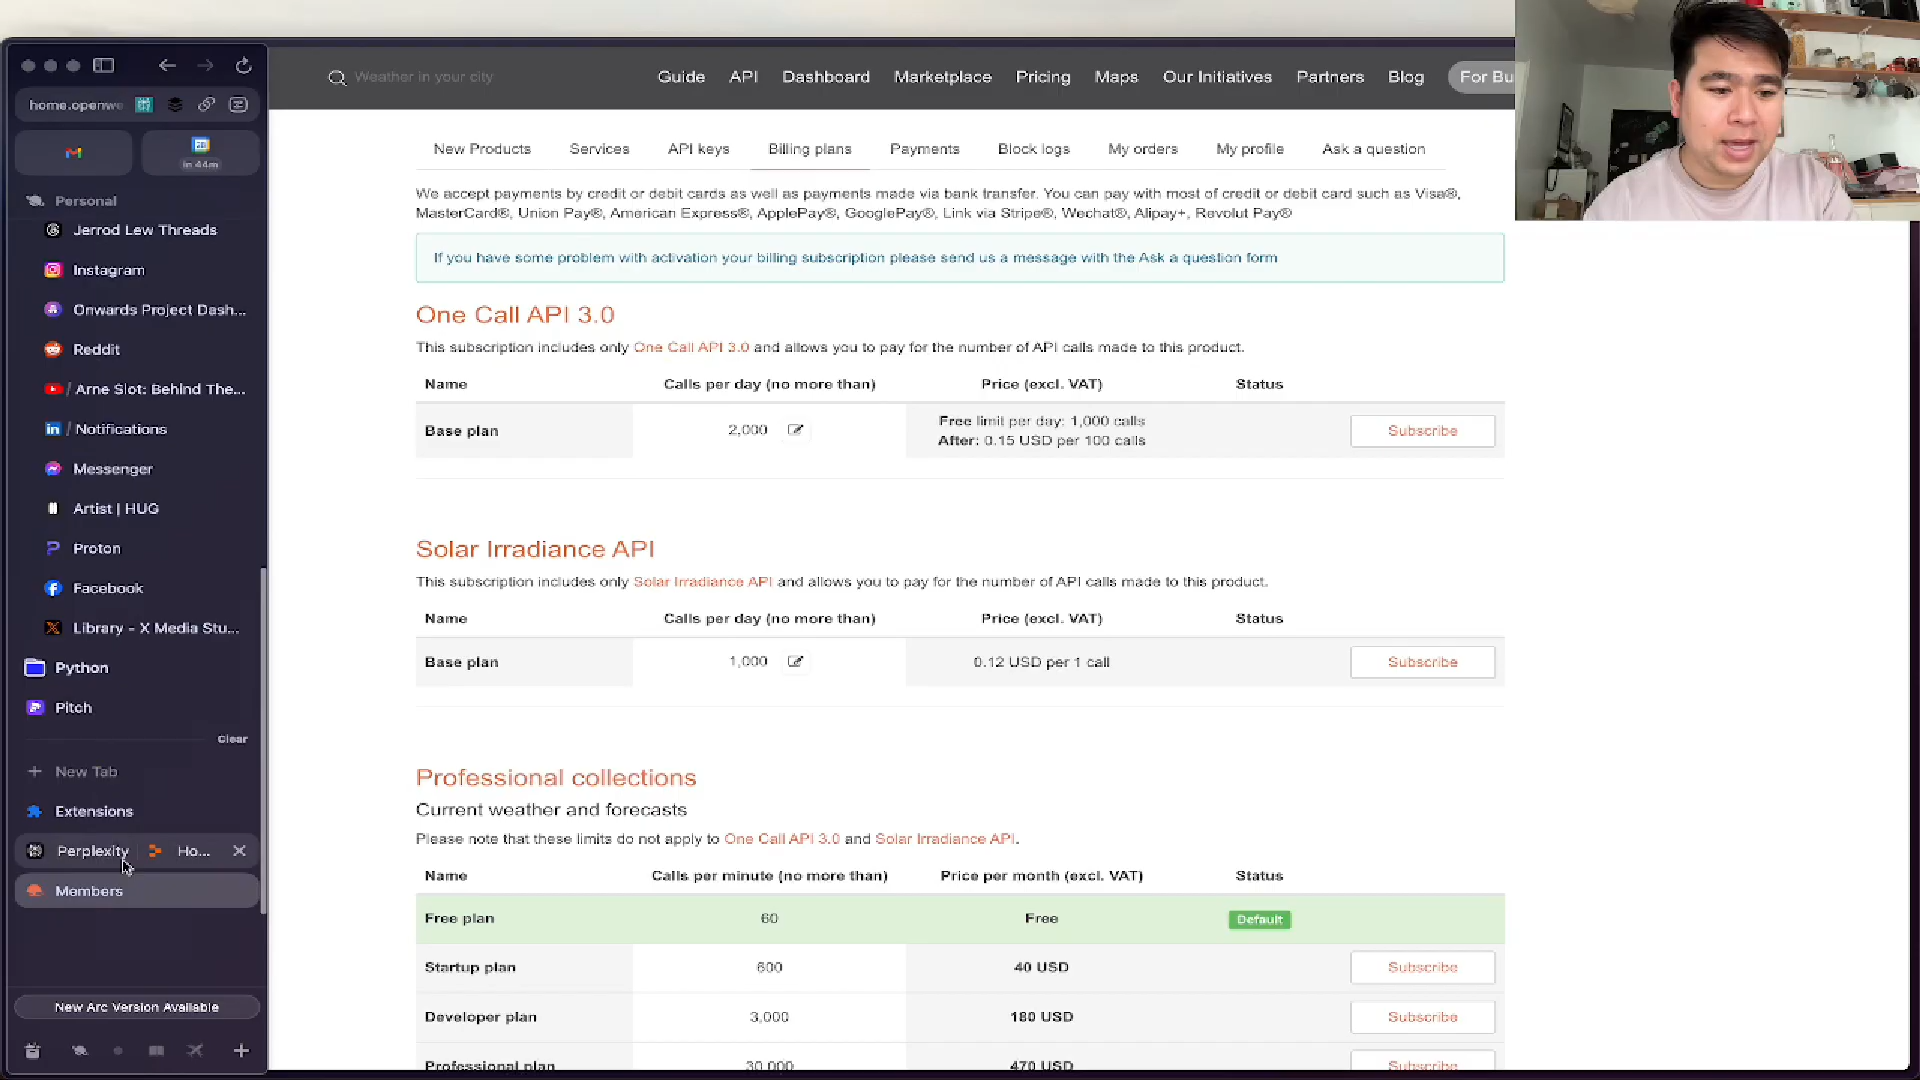 home.openwe
in 44m
Personal
Jerrod Lew Threads
Instagram
Onwards Project Dash...
Reddit
/ Arne Slot: Behind The...
/ Notifications
Messenger
Artist | HUG
Proton
Facebook
Library - X Media Stu...
Python
Pitch
Clear
New Tab
Extensions
Perplexity
Ho...
Members
New Arc Version Available
Weather in your city
Guide
API
Dashboard
Marketplace
Pricing
Maps
Our Initiatives
Partners
Blog
For Bu
New Products
Services
API keys
Billing plans
Payments
Block logs
My orders
My profile
Ask a question
We accept payments by credit or debit cards as well as payments made via bank transfer. You can pay with most of credit or debit card such as Visa®,
MasterCard®, Union Pay®, American Express®, ApplePay®, GooglePay®, Link via Stripe®, Wechat®, Alipay+, Revolut Pay®
If you have some problem with activation your billing subscription please send us a message with the Ask a question form
One Call API 3.0
This subscription includes only One Call API 3.0 and allows you to pay for the number of API calls made to this product.
Name Calls per day (no more than) Price (excl. VAT) Status
Base plan 2,000 Free limit per day: 1,000 calls
After: 0.15 USD per 100 calls
Subscribe
Solar Irradiance API
This subscription includes only Solar Irradiance API and allows you to pay for the number of API calls made to this product.
Name Calls per day (no more than) Price (excl. VAT) Status
Base plan 1,000 0.12 USD per 1 call Subscribe
Professional collections
Current weather and forecasts
Please note that these limits do not apply to One Call API 3.0 and Solar Irradiance API.
Name Calls per minute (no more than) Price per month (excl. VAT) Status
Free plan 60 Free Default
Startup plan 600 40 USD Subscribe
Developer plan 3,000 180 USD Subscribe
Professional plan 30,000 470 USD Subscribe